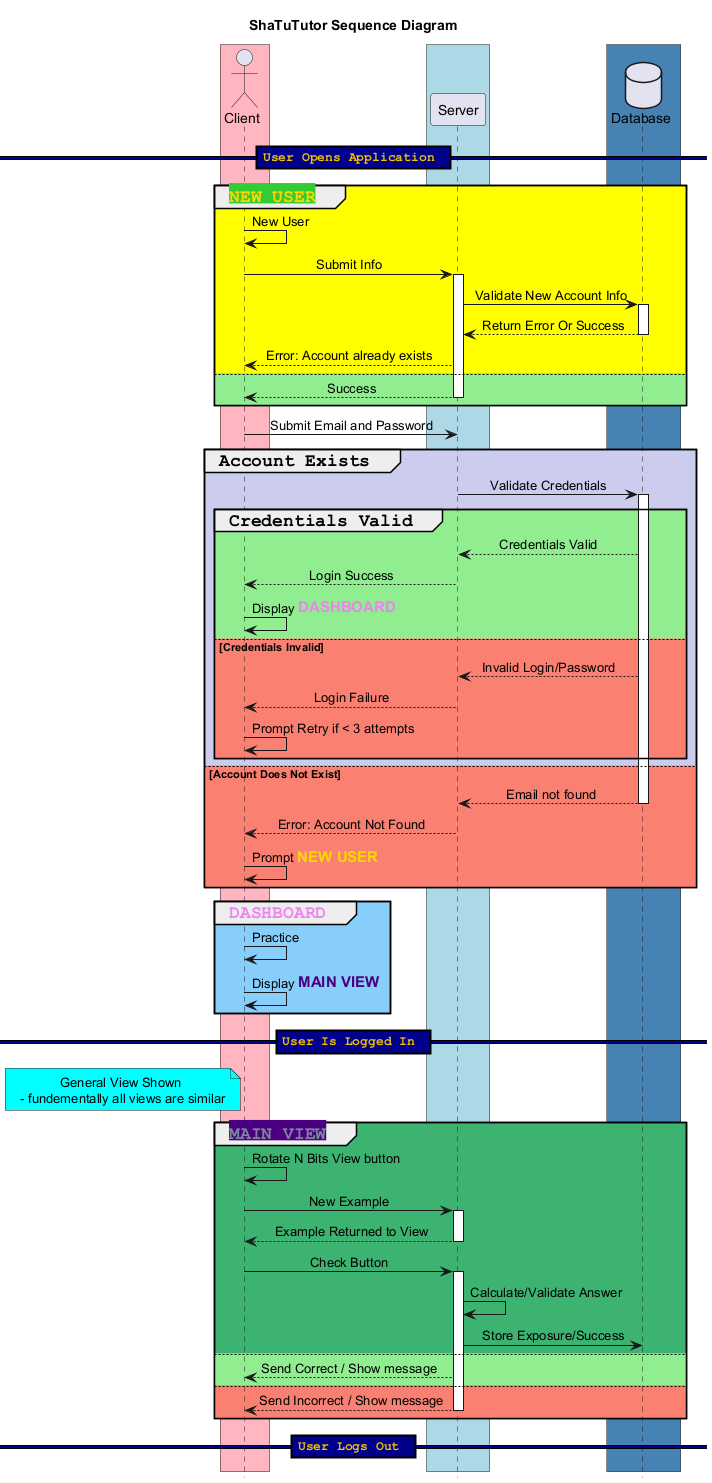 ShaTuTutor Sequence Diagram
Client
Server
Database
User Opens Application
NEW USER
New User
Submit Info
Validate New Account Info
Return Error Or Success
Error: Account already exists
Success
Submit Email and Password
Account Exists
Validate Credentials
Credentials Valid
Credentials Valid
Login Success
Display DASHBOARD
[Credentials Invalid]
Invalid Login/Password
Login Failure
Prompt Retry if < 3 attempts
[Account Does Not Exist]
Email not found
Error: Account Not Found
Prompt NEW USER
DASHBOARD
Practice
Display MAIN VIEW
User Is Logged In
General View Shown
- fundementally all views are similar
MAIN VIEW
Rotate N Bits View button
New Example
Example Returned to View
Check Button
Calculate/Validate Answer
Store Exposure/Success
Send Correct / Show message
Send Incorrect / Show message
User Logs Out